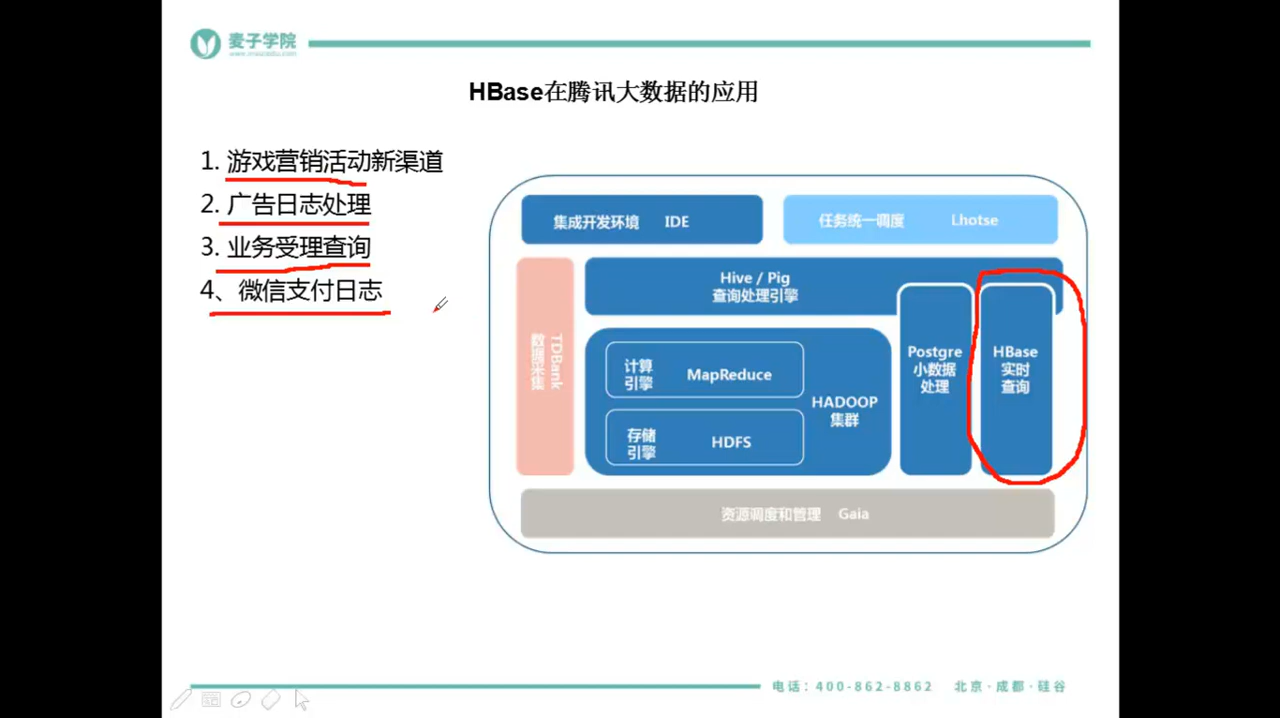 麦子学院
HBase在腾讯大数据的应用
1. 游戏营销活动新渠道
2. 广告日志处理
3. 业务受理查询
4、微信支付日志
集成开发环境 IDE
任务统一调度 Lhotse
TDBank
数据采集
Hive / Pig
查询处理引擎
计算
引擎
MapReduce
存储
引擎
HDFS
HADOOP
集群
Postgre
小数据
处理
HBase
实时
查询
资源调度和管理 Gaia
电话：400-862-8862 北京·成都·硅谷